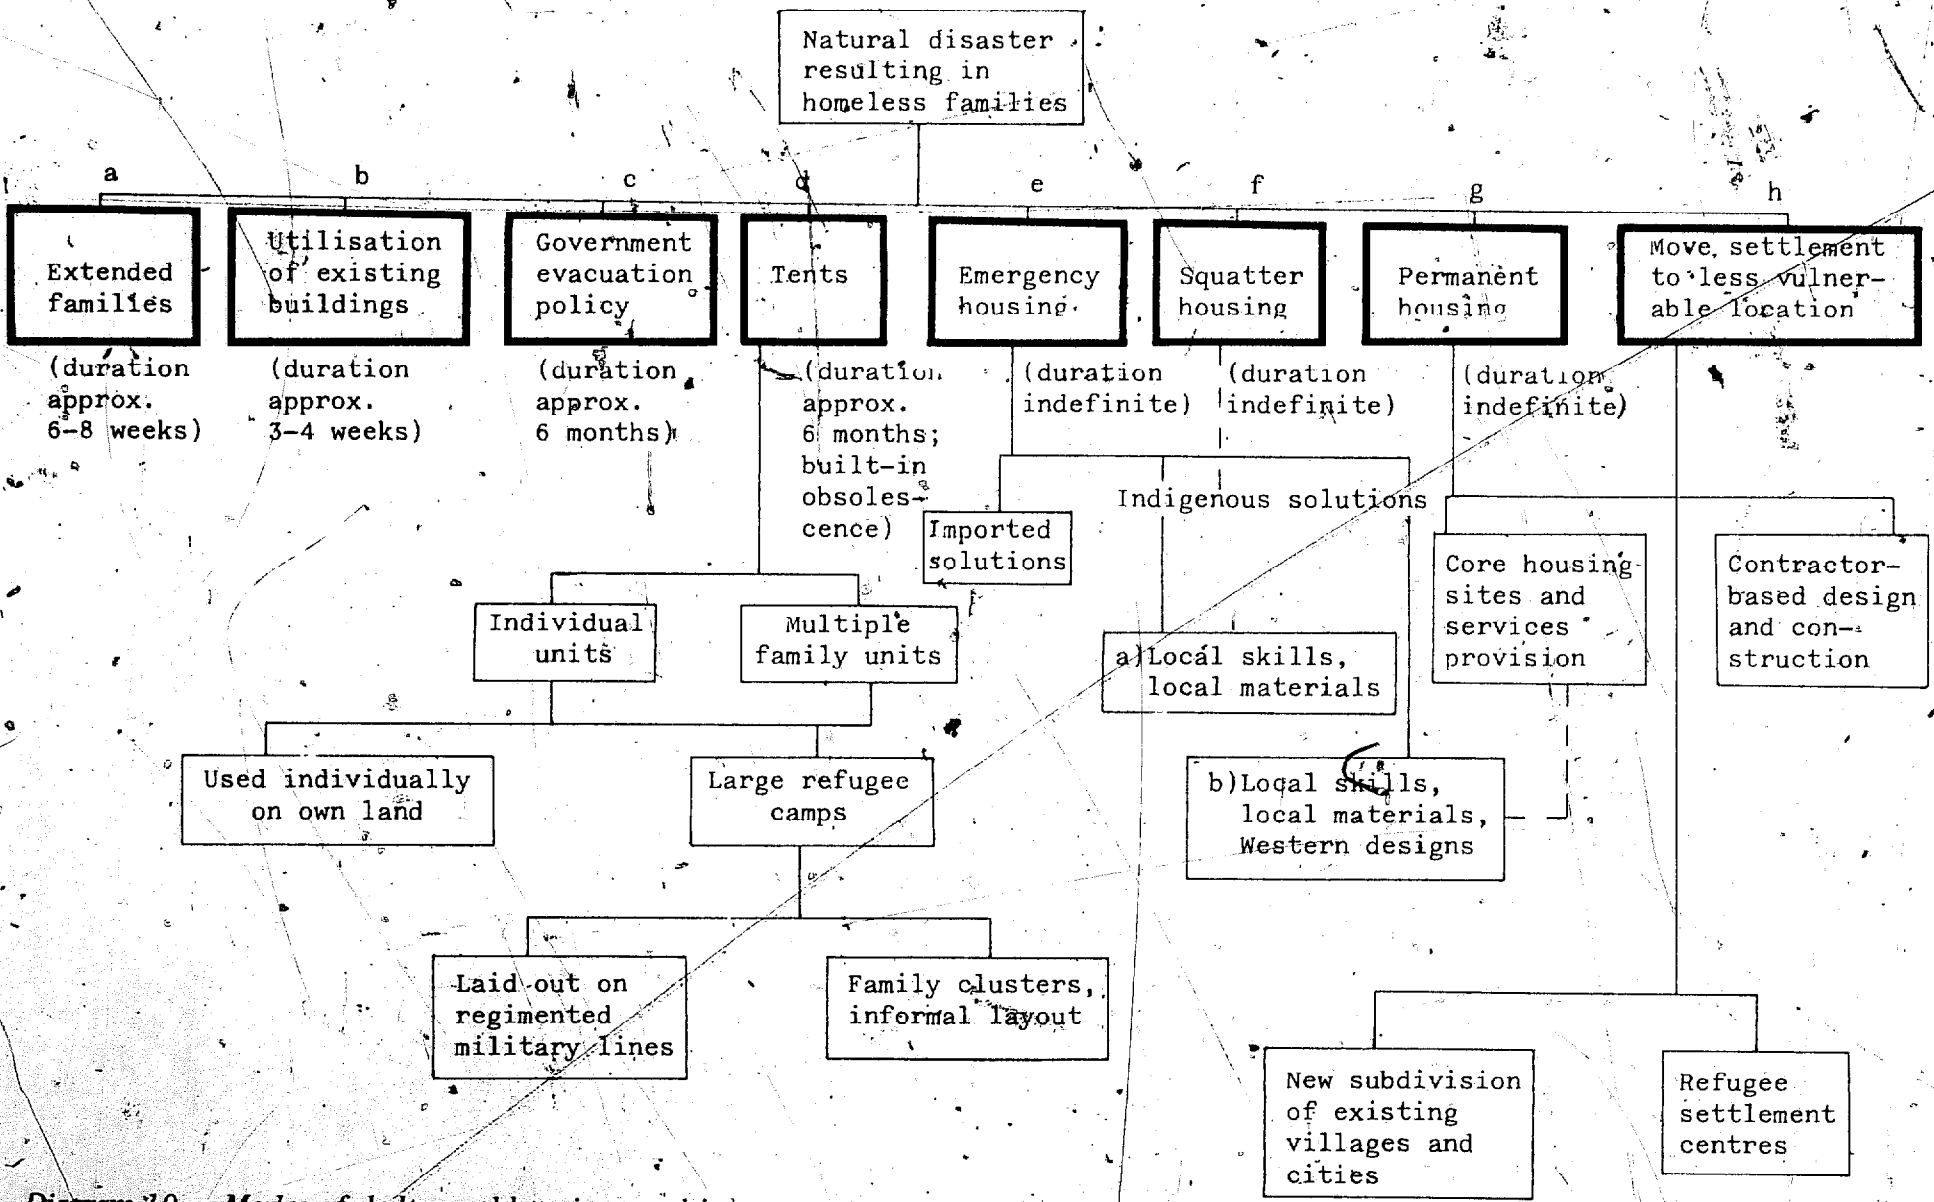 Natural disaster
resulting in
homeless families
a
b
c
d
e
f
g
h
Extended
families
(duration
approx.
6-8 weeks)
Utilisation
of existing
buildings
(duration
approx.
3-4 weeks)
Government
evacuation
policy
(duration
approx.
6 months)
Tents
(duration
approx.
6 months;
built-in
obsoles-
cence)
Emergency
housing
(duration
indefinite)
Squatter
housing
(duration
indefinite)
Permanent
housing
(duration
indefinite)
Move settlement
to less vulner-
able location
Imported
solutions
Indigenous solutions
Individual
units
Multiple
family units
a)Local skills,
local materials
Core housing
sites and
services
provision
Contractor-
based design
and con-
struction
Used individually
on own land
Large refugee
camps
b)Local skills,
local materials,
Western designs
Laid out on
regimented
military lines
Family clusters,
informal layout
New subdivision
of existing
villages and
cities
Refugee
settlement
centres